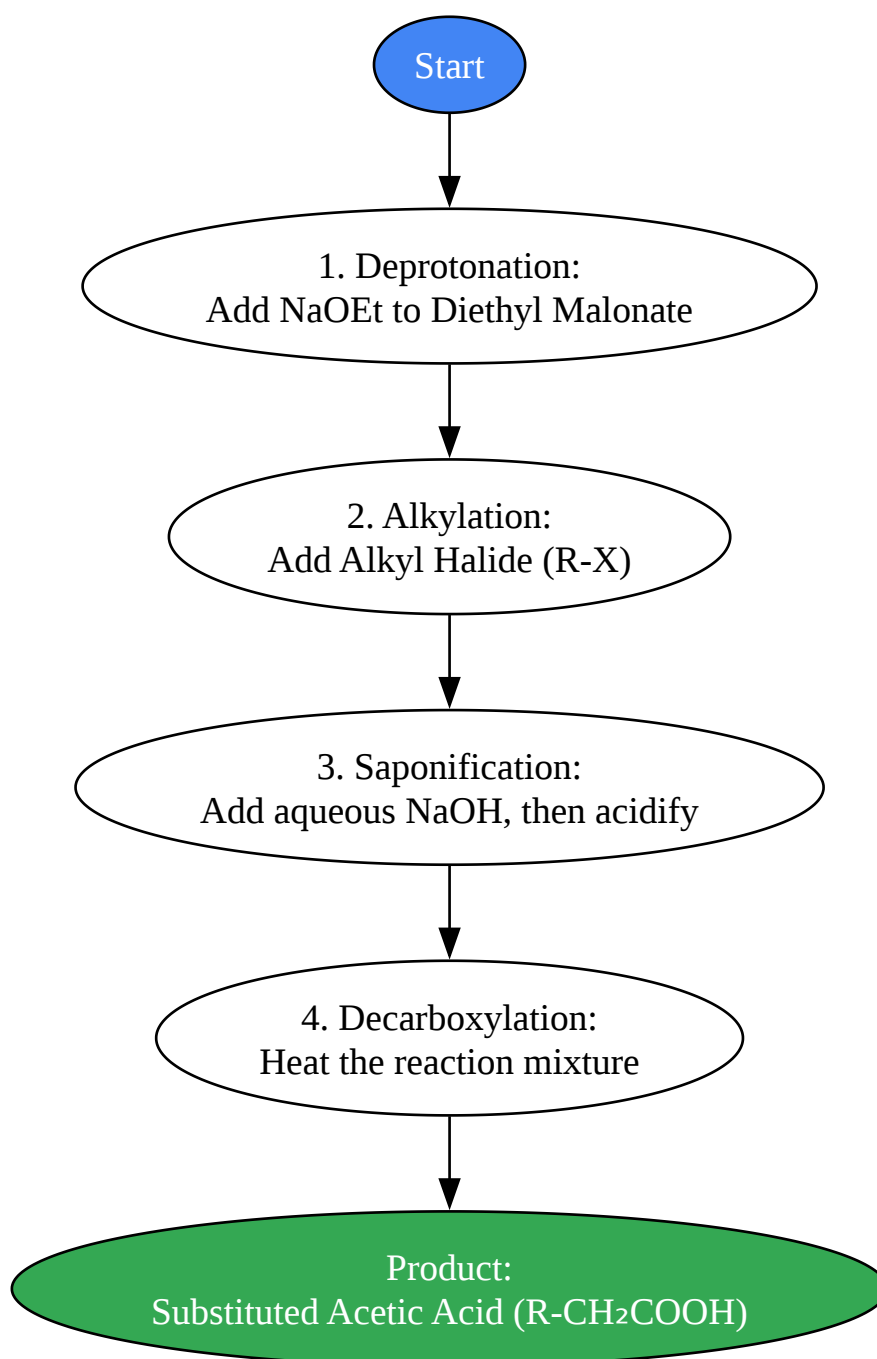 Start
1. Deprotonation:
Add NaOEt to Diethyl Malonate
2. Alkylation:
Add Alkyl Halide (R-X)
3. Saponification:
Add aqueous NaOH, then acidify
4. Decarboxylation:
Heat the reaction mixture
Product:
Substituted Acetic Acid (R-CH₂COOH)